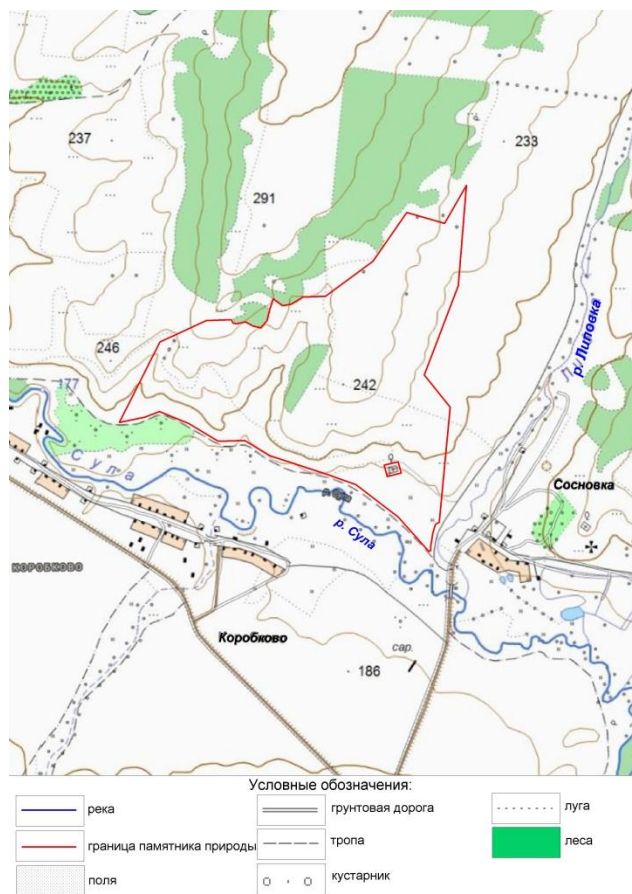 237
233
291
р. Липовка
246
242
177
Сула
Сосновка
р. Сула
КОРОБКОВО
Коробково
сар.
186
Условные обозначения:
река
грунтовая дорога
луга
граница памятника природы
тропа
леса
поля
кустарник